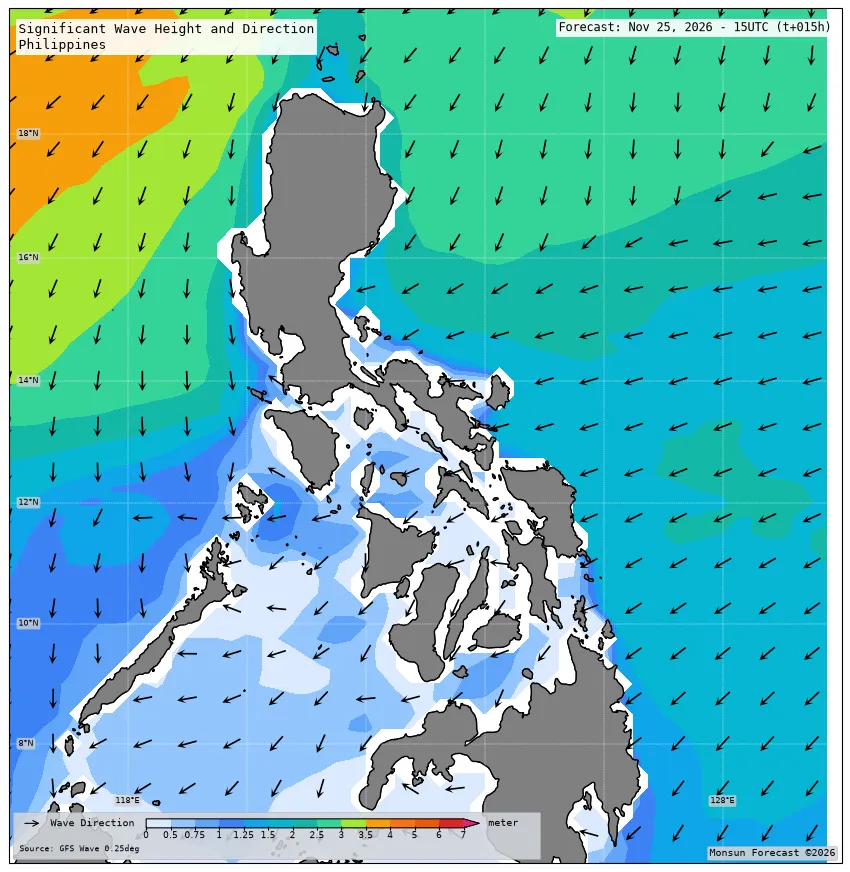 Significant Wave Height and Direction
Philippines
Forecast: Nov 25, 2026 - 15UTC (t+015h)
18°N
16°N
14°N
12°N
10°N
8°N
118°E
128°E
Wave Direction
0 0.5 0.75 1 1.25 1.5 2 2.5 3 3.5 4 5 6 7
meter
Source: GFS Wave 0.25deg
Monsun Forecast ©2026